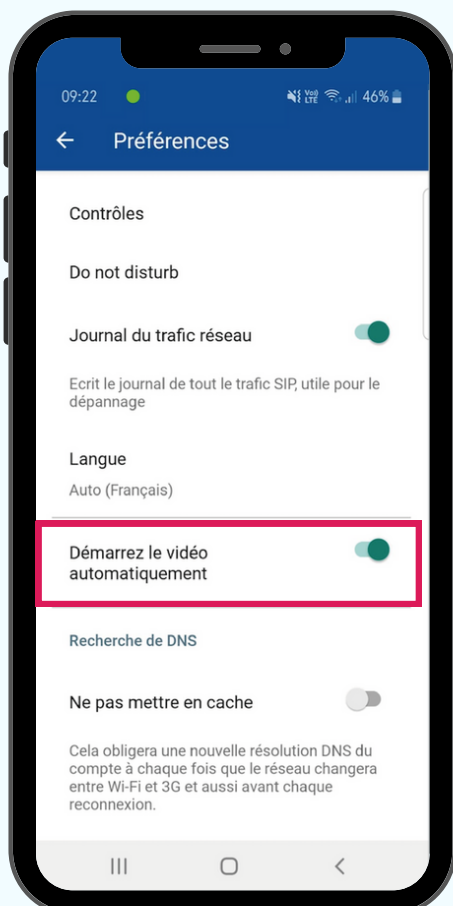 09:22 Vo) LTE 46%
Préférences
Contrôles
Do not disturb
Journal du trafic réseau
Ecrit le journal de tout le trafic SIP, utile pour le
dépannage
Langue
Auto (Français)
Démarrez le vidéo
automatiquement
Recherche de DNS
Ne pas mettre en cache
Cela obligera une nouvelle résolution DNS du
compte à chaque fois que le réseau changera
entre Wi-Fi et 3G et aussi avant chaque
reconnexion.